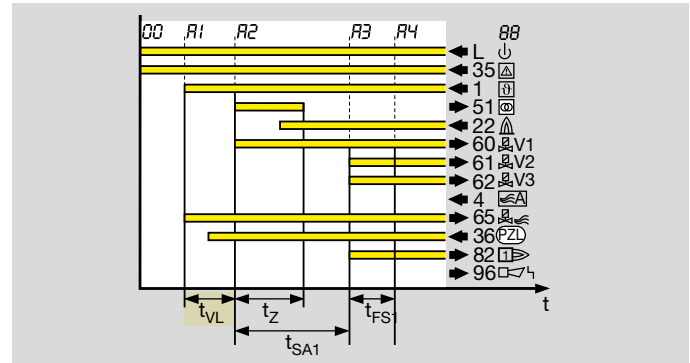 00 A1 A2 A3 A4 88
L
35
1 ϑ
51
22
60 V1
61 V2
62 V3
4 A
65
36 PZL
82 1
96
t
tVL tZ tFS1
tSA1